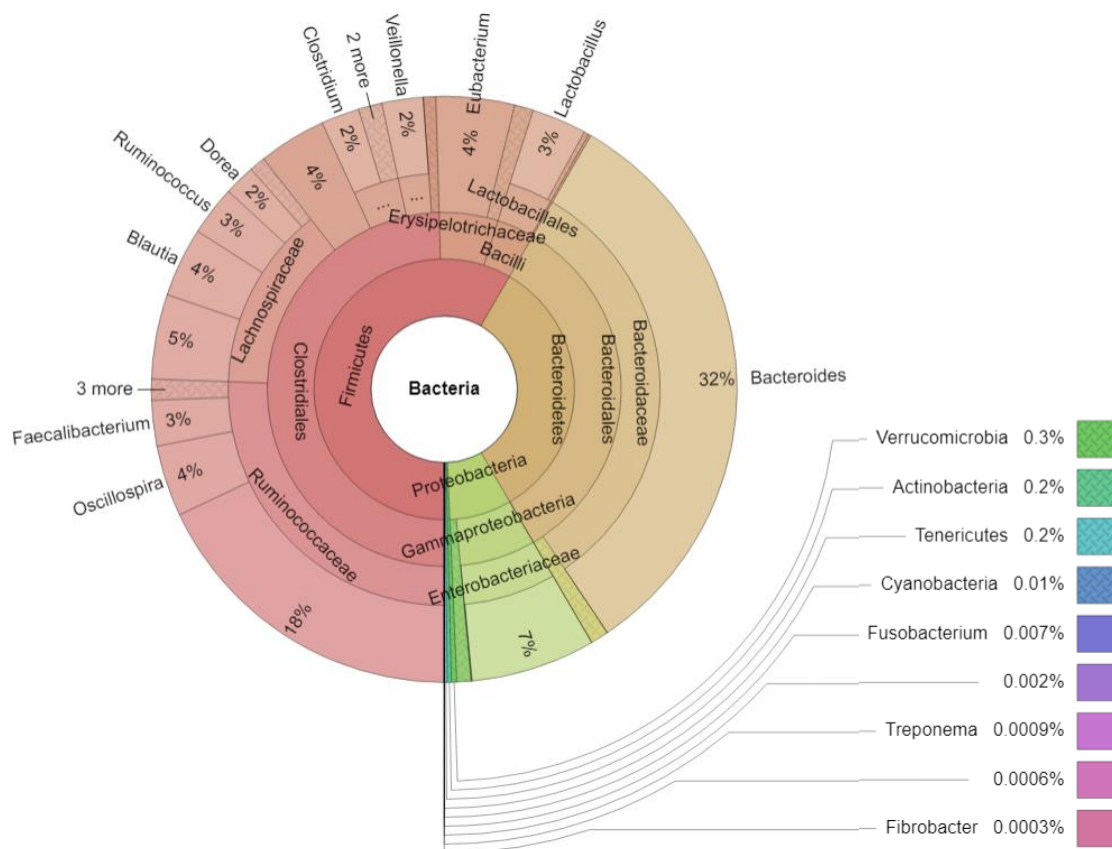 Clostridium
2 more
Veillonella
Eubacterium
Lactobacillus
Dorea
Ruminococcus
Blautia
3 more
Faecalibacterium
Oscillospira
2%
2%
4%
3%
4%
2%
3%
4%
5%
3%
4%
18%
7%
32%
Bacteroides
...
...
Lactobacillales
Erysipelotrichaceae
Bacilli
Lachnospiraceae
Clostridiales
Firmicutes
Bacteria
Bacteroidetes
Bacteroidales
Bacteroidaceae
Ruminococcaceae
Proteobacteria
Gammaproteobacteria
Enterobacteriaceae
Verrucomicrobia 0.3%
Actinobacteria 0.2%
Tenericutes 0.2%
Cyanobacteria 0.01%
Fusobacterium 0.007%
0.002%
Treponema 0.0009%
0.0006%
Fibrobacter 0.0003%